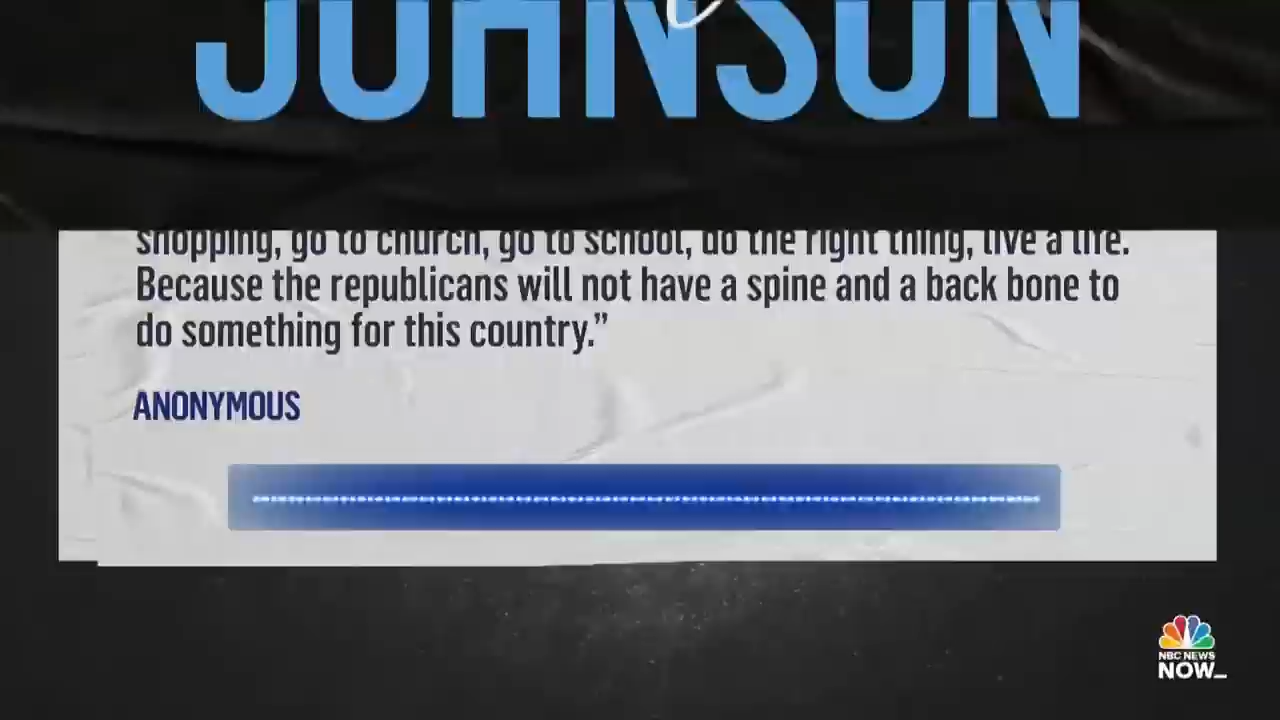 JOHNSON
shopping, go to church, go to school, do the right thing, live a life.
Because the republicans will not have a spine and a back bone to
do something for this country.”
ANONYMOUS
NBC NEWS
NOW_